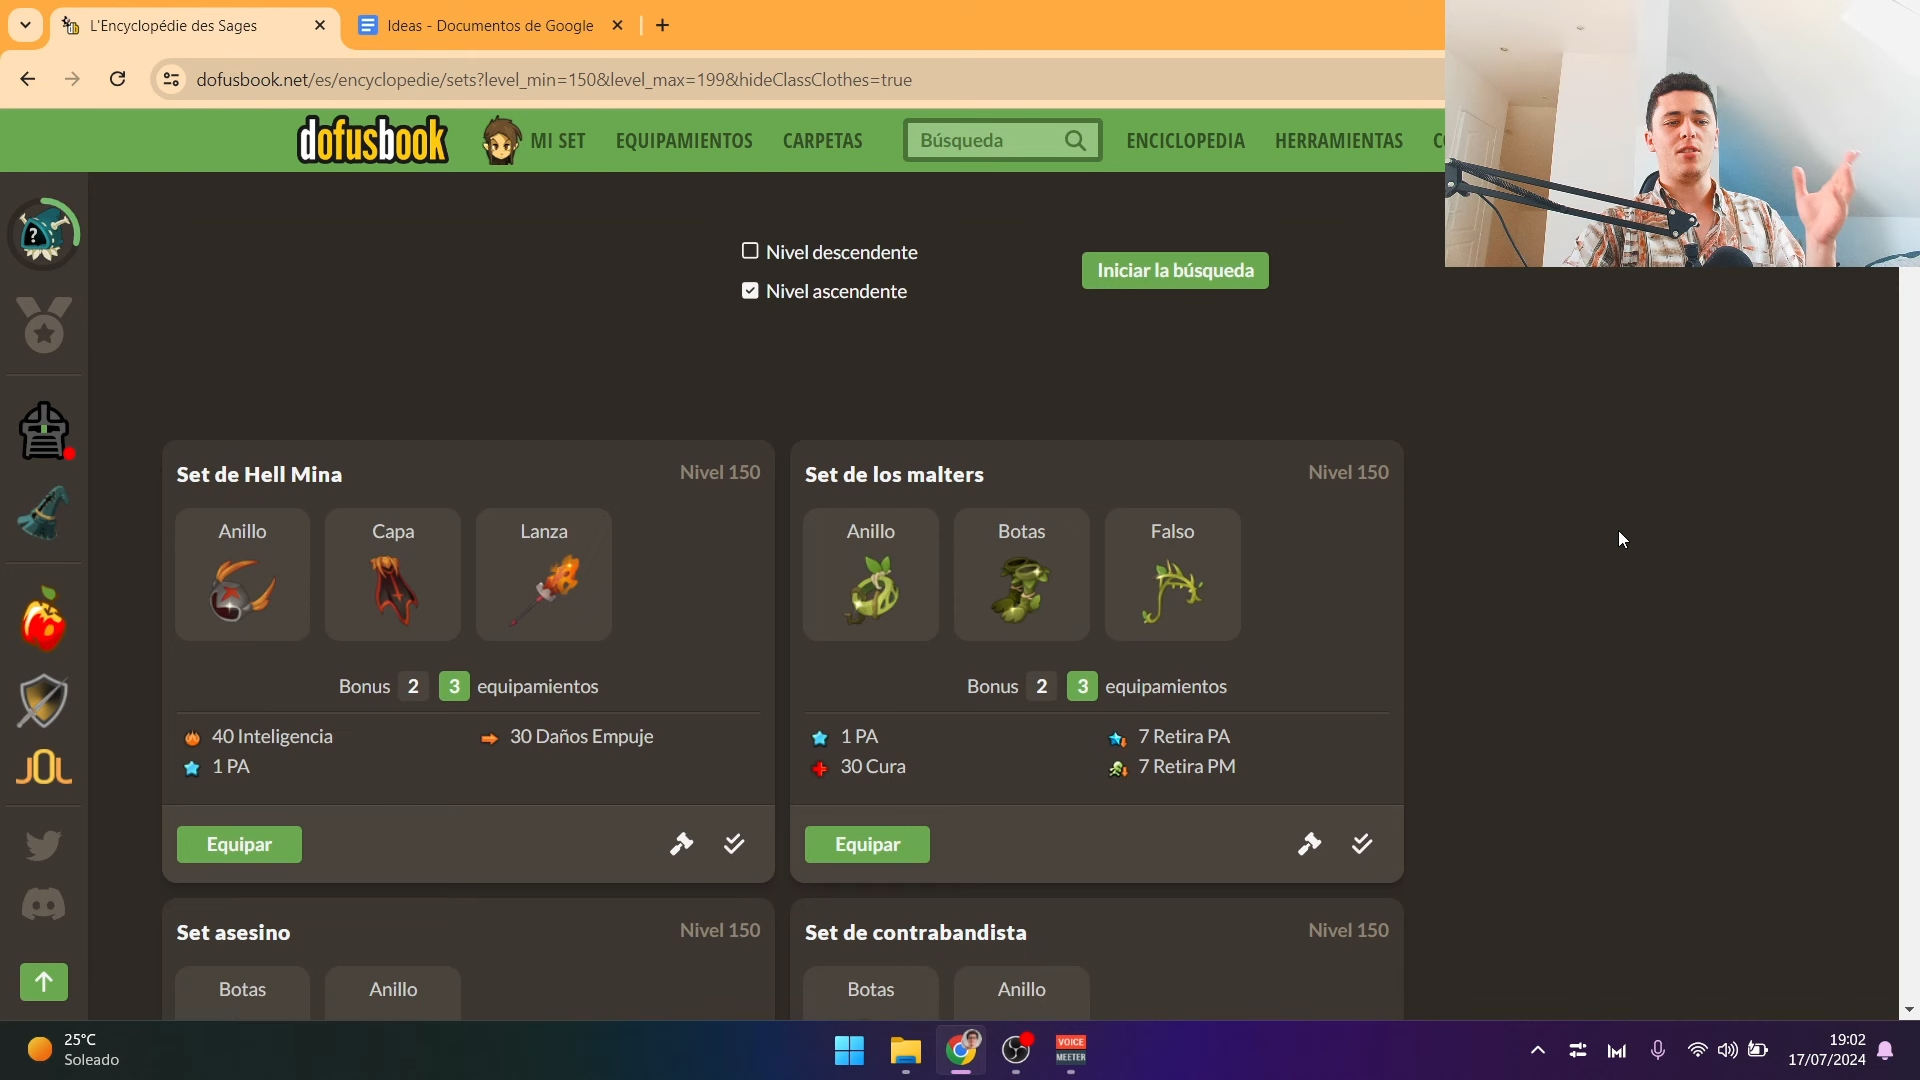 L'Encyclopédie des Sages
Ideas - Documentos de Google
dofusbook.net/es/encyclopedie/sets?level_min=150&level_max=199&hideClassClothes=true
dofusbook
MI SET
EQUIPAMIENTOS
CARPETAS
Búsqueda
ENCICLOPEDIA
HERRAMIENTAS
Nivel descendente
Nivel ascendente
Iniciar la búsqueda
Set de Hell Mina
Nivel 150
Anillo
Capa
Lanza
Bonus 2 3 equipamientos
40 Inteligencia
30 Daños Empuje
1 PA
Equipar
Set de los malters
Nivel 150
Anillo
Botas
Falso
Bonus 2 3 equipamientos
1 PA
7 Retira PA
30 Cura
7 Retira PM
Equipar
Set asesino
Nivel 150
Botas
Anillo
Set de contrabandista
Nivel 150
Botas
Anillo
?
JOL
25°C
Soleado
VOICE
MEETER
19:02
17/07/2024